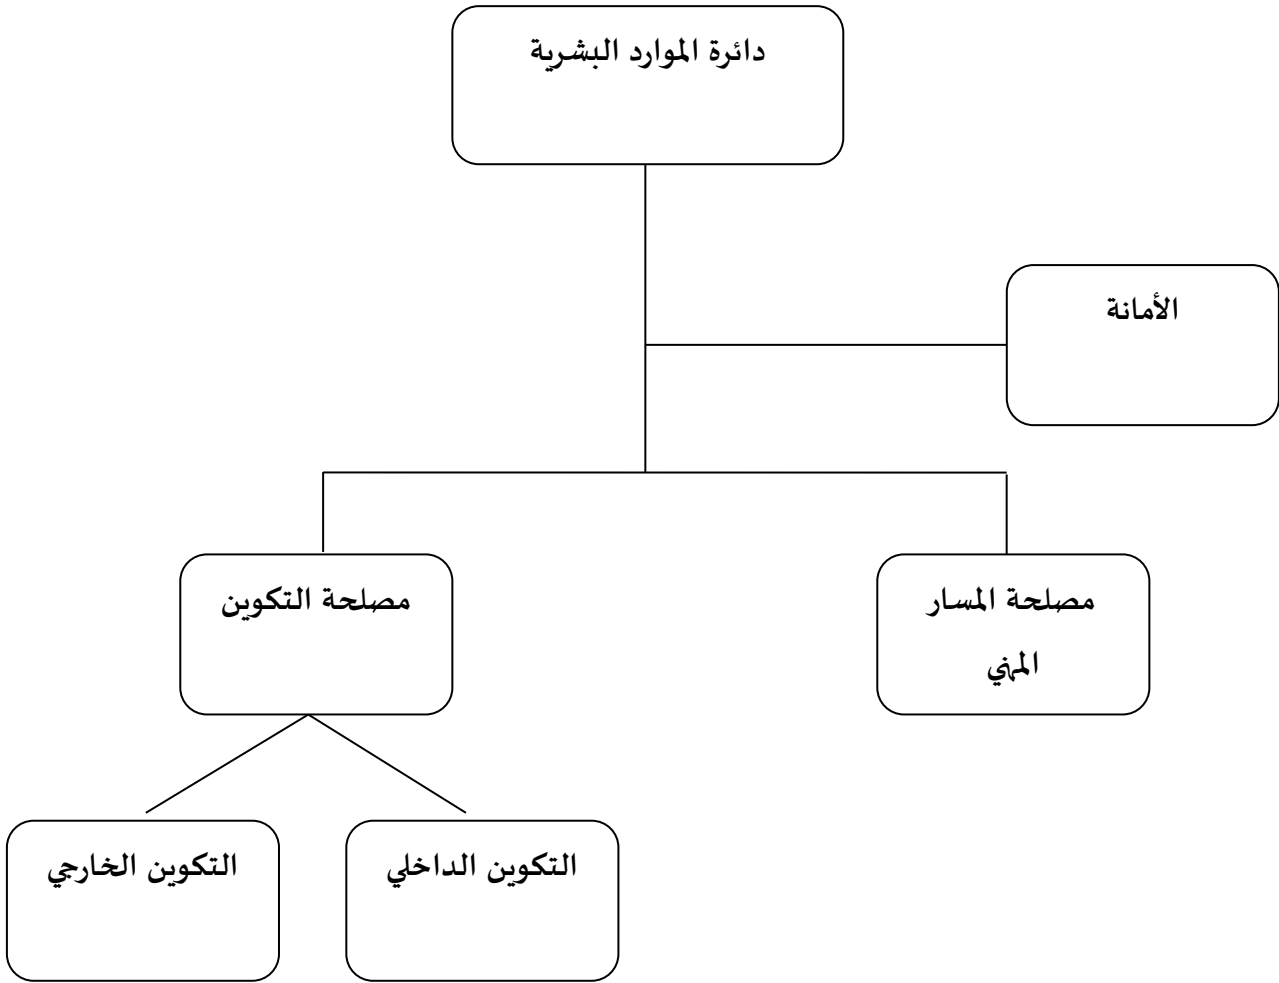 دائرة الموارد البشرية
الأمانة
مصلحة المسار
المهني
مصلحة التكوين
التكوين الداخلي
التكوين الخارجي